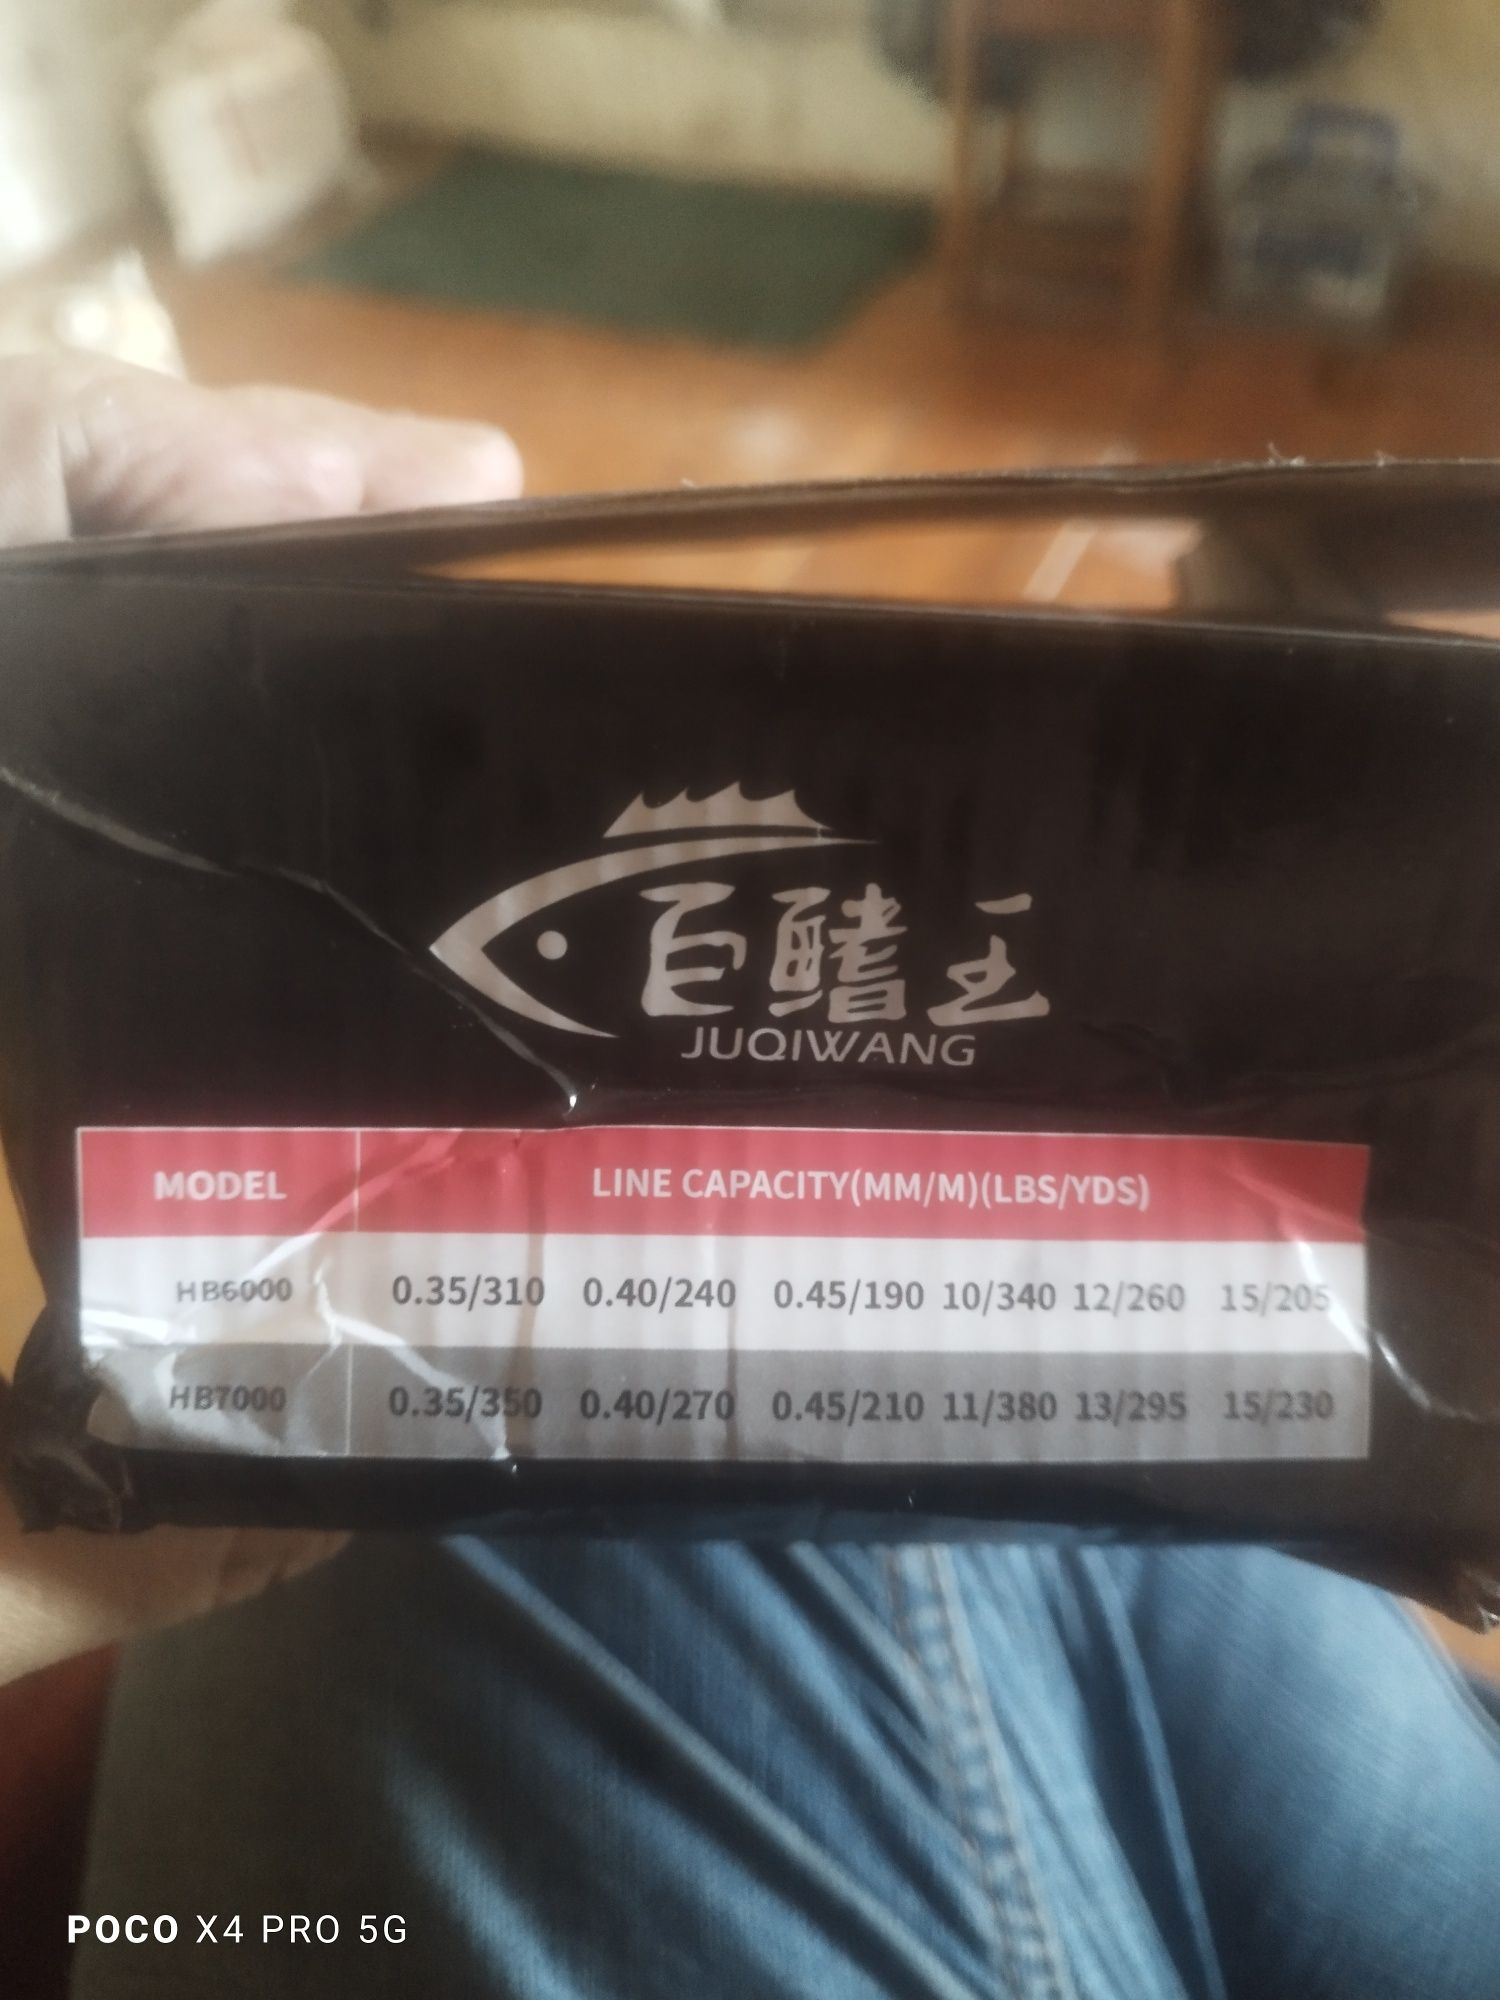 巨鳍王
JUQIWANG
MODEL LINE CAPACITY(MM/M)(LBS/YDS)
HB6000 0.35/310 0.40/240 0.45/190 10/340 12/260 15/205
HB7000 0.35/350 0.40/270 0.45/210 11/380 13/295 15/230
POCO X4 PRO 5G